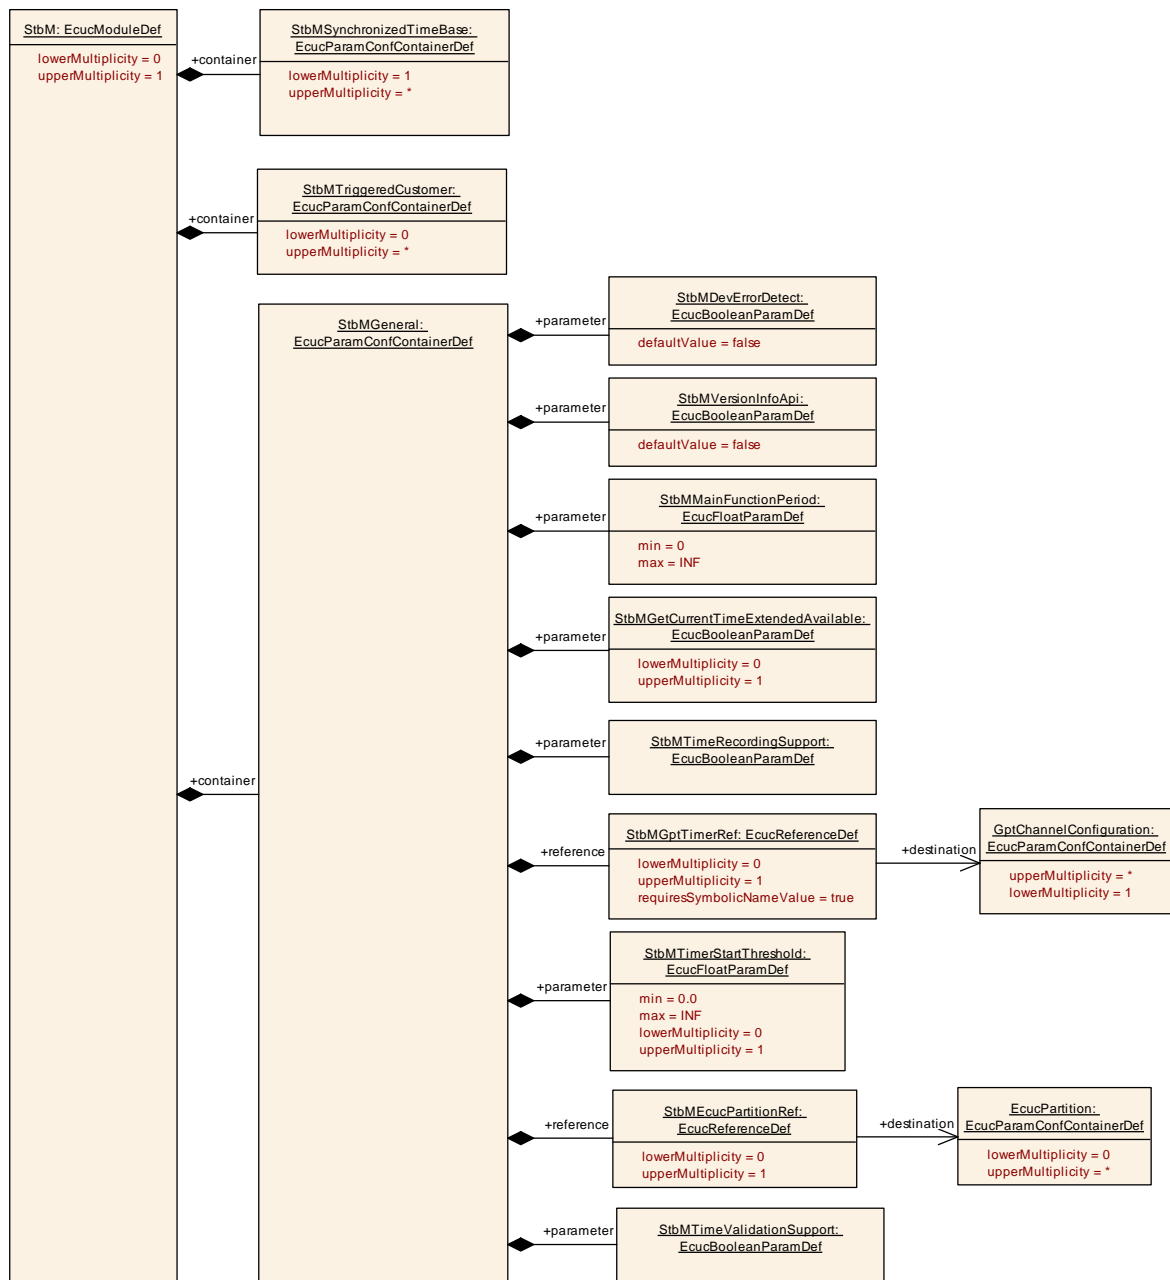 StbM: EcucModuleDef
lowerMultiplicity = 0
upperMultiplicity = 1
+container
StbMSynchronizedTimeBase:
EcucParamConfContainerDef
lowerMultiplicity = 1
upperMultiplicity = *
+container
StbMTriggeredCustomer:
EcucParamConfContainerDef
lowerMultiplicity = 0
upperMultiplicity = *
+container
StbMGeneral:
EcucParamConfContainerDef
+parameter
StbMDevErrorDetect:
EcucBooleanParamDef
defaultValue = false
+parameter
StbMVersionInfoApi:
EcucBooleanParamDef
defaultValue = false
+parameter
StbMMainFunctionPeriod:
EcucFloatParamDef
min = 0
max = INF
+parameter
StbMGetCurrentTimeExtendedAvailable:
EcucBooleanParamDef
lowerMultiplicity = 0
upperMultiplicity = 1
+parameter
StbMTimeRecordingSupport:
EcucBooleanParamDef
+reference
StbMGptTimerRef: EcucReferenceDef
lowerMultiplicity = 0
upperMultiplicity = 1
requiresSymbolicNameValue = true
+destination
GptChannelConfiguration:
EcucParamConfContainerDef
upperMultiplicity = *
lowerMultiplicity = 1
+parameter
StbMTimerStartThreshold:
EcucFloatParamDef
min = 0.0
max = INF
lowerMultiplicity = 0
upperMultiplicity = 1
+reference
StbMEcucPartitionRef:
EcucReferenceDef
lowerMultiplicity = 0
upperMultiplicity = 1
+destination
EcucPartition:
EcucParamConfContainerDef
lowerMultiplicity = 0
upperMultiplicity = *
+parameter
StbMTimeValidationSupport:
EcucBooleanParamDef